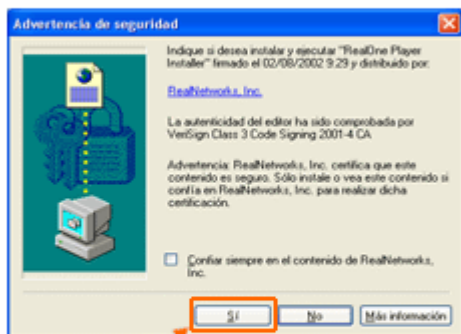 Advertencia de seguridad
Indique si desea instalar y ejecutar "RealOne Player
Installer" firmado el 02/08/2002 9:29 y distribuido por:
RealNetworks, Inc.
La autenticidad del editor ha sido comprobada por
VeriSign Class 3 Code Signing 2001-4 CA
Advertencia: RealNetworks, Inc. certifica que este
contenido es seguro. Sólo instale o vea este contenido si
confía en RealNetworks, Inc. para realizar dicha
certificación.
Confiar siempre en el contenido de RealNetworks,
Inc.
Sí
No
Más información